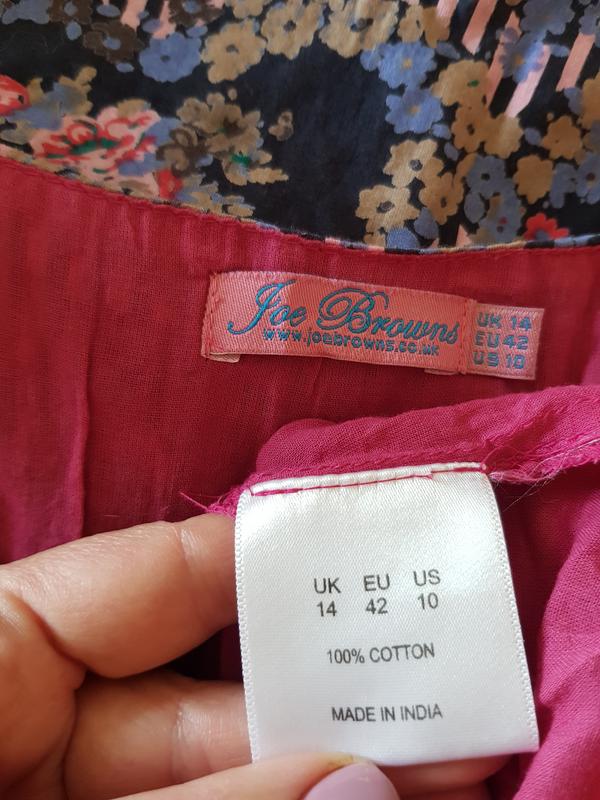 Joe Browns
www.joebrowns.co.uk
UK 14
EU 42
US 10
UK EU US
14 42 10
100% COTTON
MADE IN INDIA